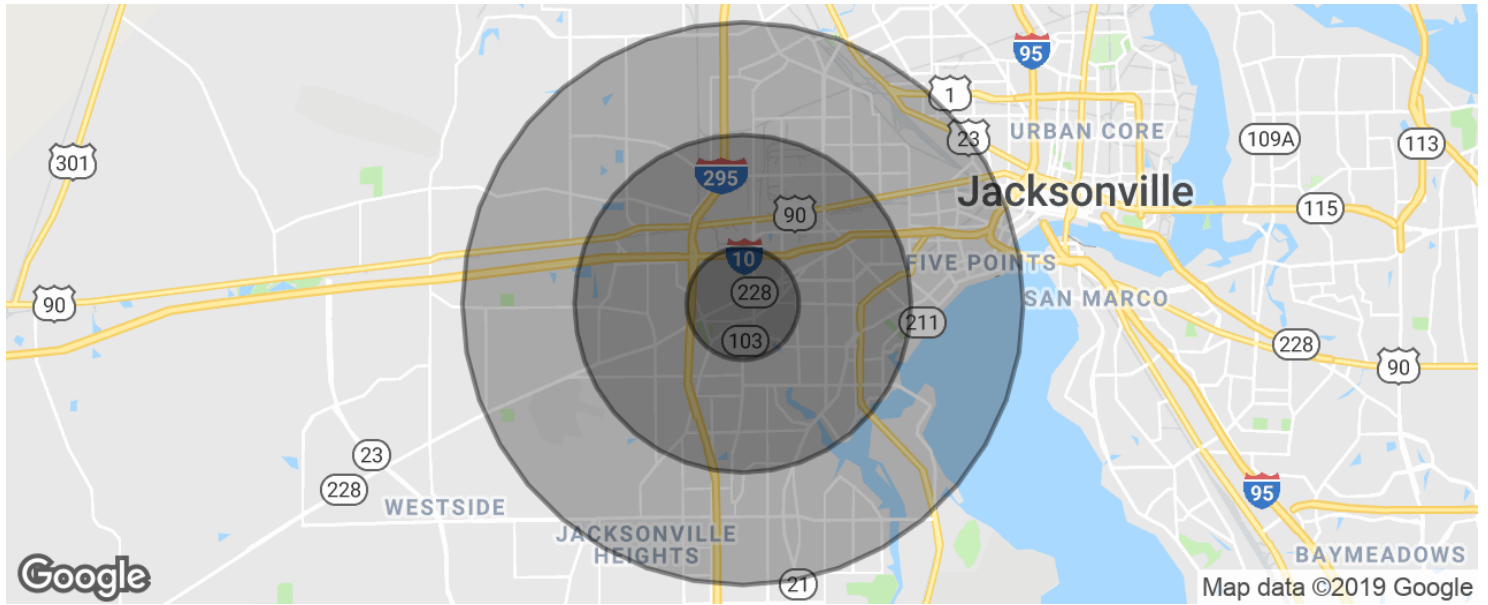 95
1
23
URBAN CORE
109A
113
301
295
Jacksonville
115
90
10
FIVE POINTS
228
SAN MARCO
90
211
103
228
90
23
228
95
WESTSIDE
JACKSONVILLE
HEIGHTS
BAYMEADOWS
21
Google
Map data ©2019 Google